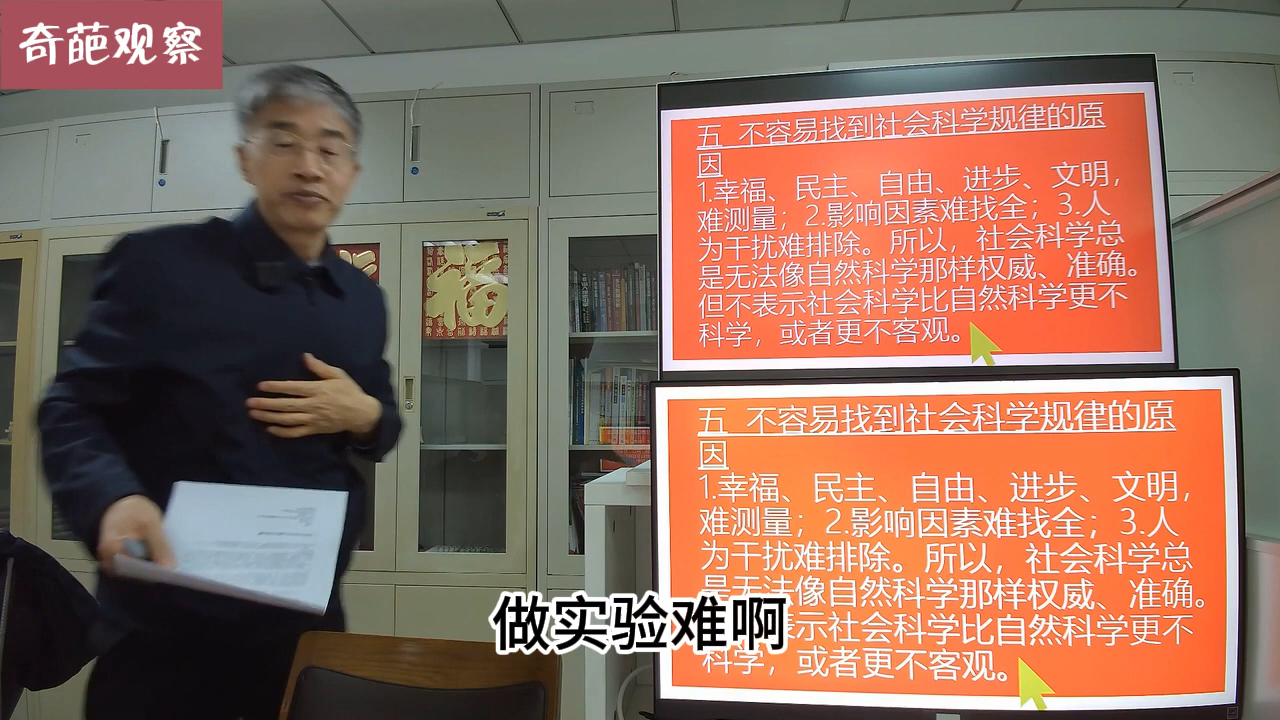 奇葩观察
五 不容易找到社会科学规律的原
因
1.幸福、民主、自由、进步、文明，
难测量；2.影响因素难找全；3.人
为干扰难排除。所以，社会科学总
是无法像自然科学那样权威、准确。
但不表示社会科学比自然科学更不
科学，或者更不客观。
福
五 不容易找到社会科学规律的原
因
1.幸福、民主、自由、进步、文明，
难测量；2.影响因素难找全；3.人
为干扰难排除。所以，社会科学总
是无法像自然科学那样权威、准确。
表示社会科学比自然科学更不
科学，或者更不客观。
做实验难啊